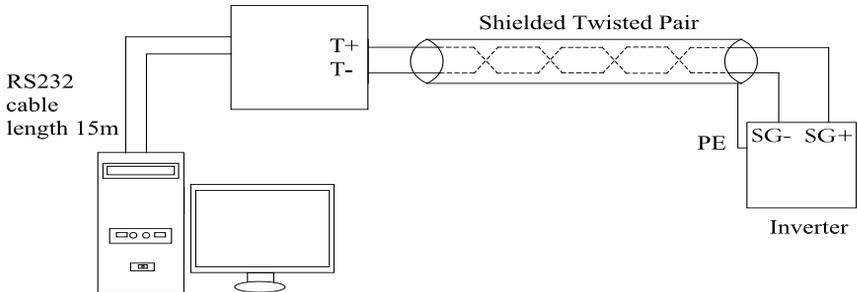 Shielded Twisted Pair
T+
T-
RS232
cable
length 15m
PE
SG- SG+
Inverter